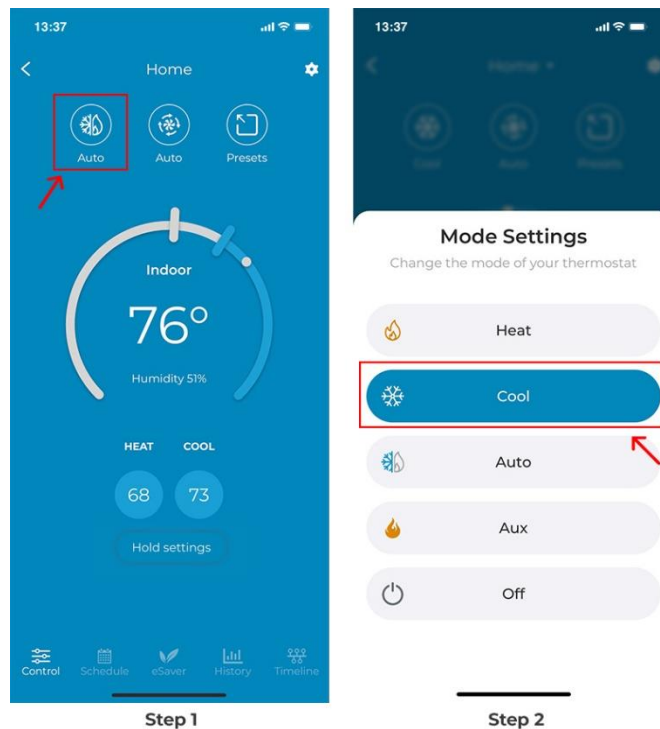 13:37
Home
Auto
Auto
Presets
Indoor
76°
Humidity 51%
HEAT COOL
68 73
Hold settings
Control Schedule eSaver History Timeline
Step 1
13:37
Home
Cool
Auto
Presets
Mode Settings
Change the mode of your thermostat
Heat
Cool
Auto
Aux
Off
Step 2